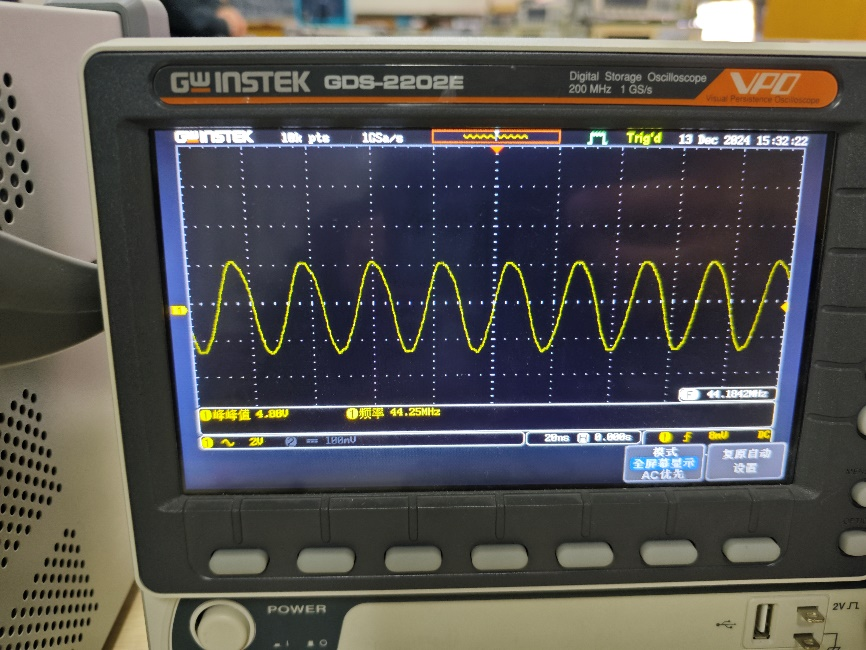 GWINSTEK GDS-2202E
Digital Storage Oscilloscope
200 MHz 1 GS/s
VPO
Visual Persistence Oscilloscope
GWINSTEK 10k pts 1GSa/s Trig'd 13 Dec 2024 15:32:22
F 44.1842MHz
1 峰峰值 4.08V 1 频率 44.25MHz
1 2V 2 100mV 20ns H 0.000s 1 8mV DC
模式
全屏幕显示
AC优先
复原自动
设置
POWER
2V